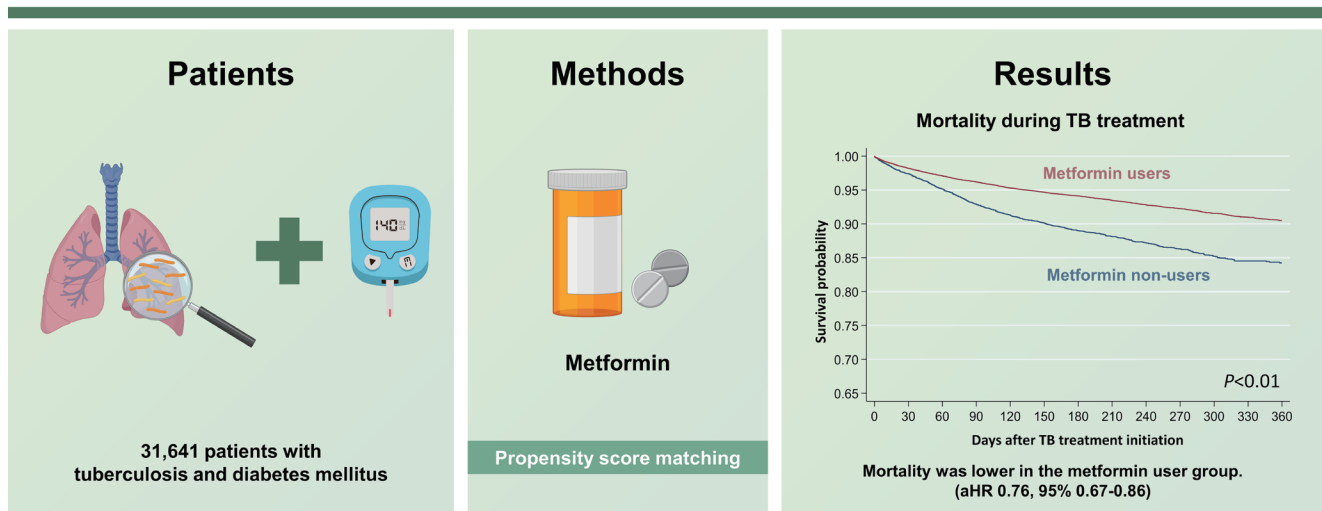 Patients
140
31,641 patients with
tuberculosis and diabetes mellitus
Methods
Metformin
Propensity score matching
Results
Mortality during TB treatment
Survival probability
1.00
0.95
0.90
0.85
0.80
0.75
0.70
0.65
Metformin users
Metformin non-users
P<0.01
0 30 60 90 120 150 180 210 240 270 300 330 360
Days after TB treatment initiation
Mortality was lower in the metformin user group.
(aHR 0.76, 95% 0.67-0.86)